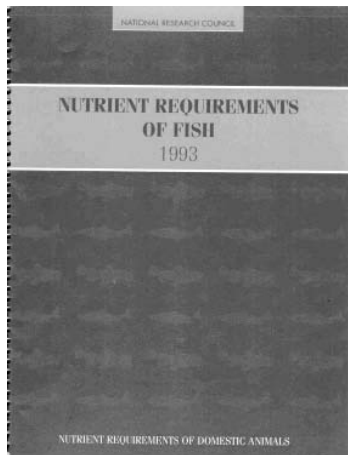 NATIONAL RESEARCH COUNCIL
NUTRIENT REQUIREMENTS
OF FISH
1993
NUTRIENT REQUIREMENTS OF DOMESTIC ANIMALS